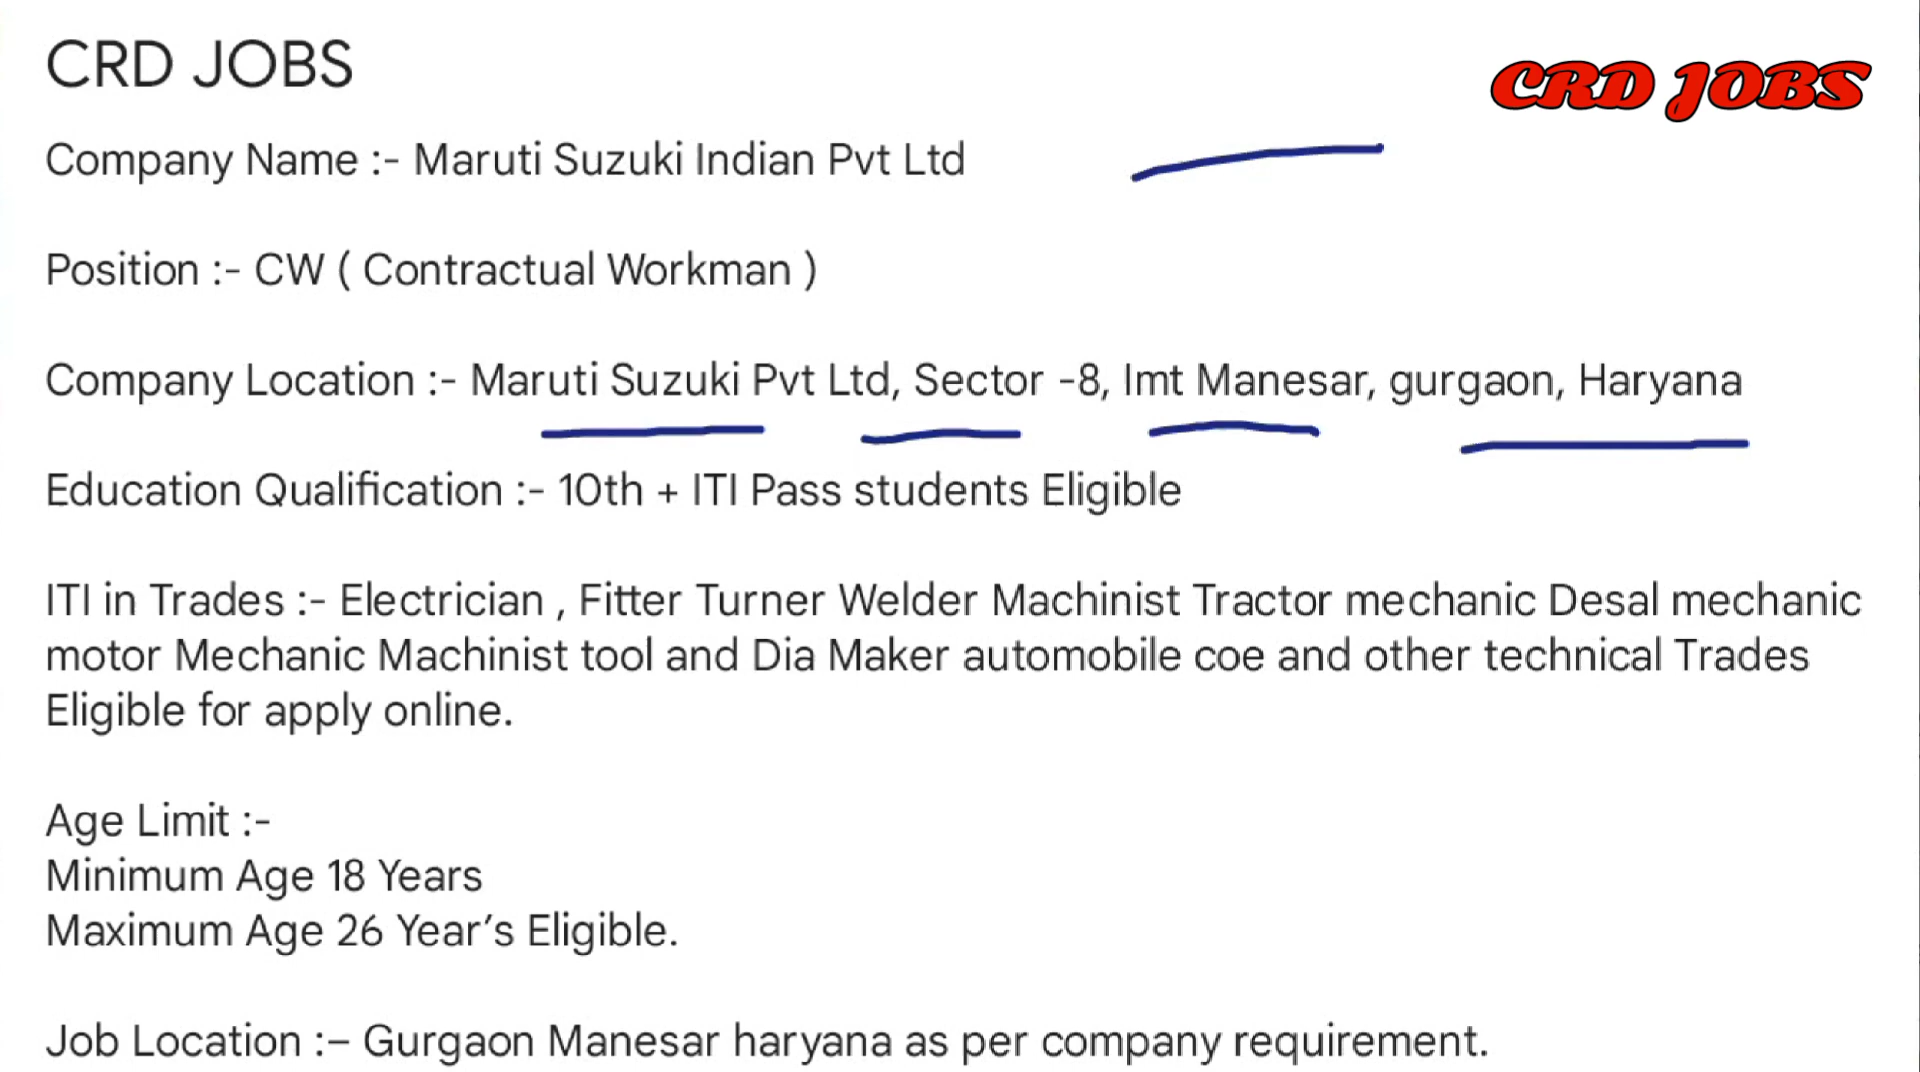 CRD JOBS
CRD JOBS
Company Name :- Maruti Suzuki Indian Pvt Ltd
Position :- CW ( Contractual Workman )
Company Location :- Maruti Suzuki Pvt Ltd, Sector -8, Imt Manesar, gurgaon, Haryana
Education Qualification :- 10th + ITI Pass students Eligible
ITI in Trades :- Electrician , Fitter Turner Welder Machinist Tractor mechanic Desal mechanic
motor Mechanic Machinist tool and Dia Maker automobile coe and other technical Trades
Eligible for apply online.
Age Limit :-
Minimum Age 18 Years
Maximum Age 26 Year’s Eligible.
Job Location :– Gurgaon Manesar haryana as per company requirement.